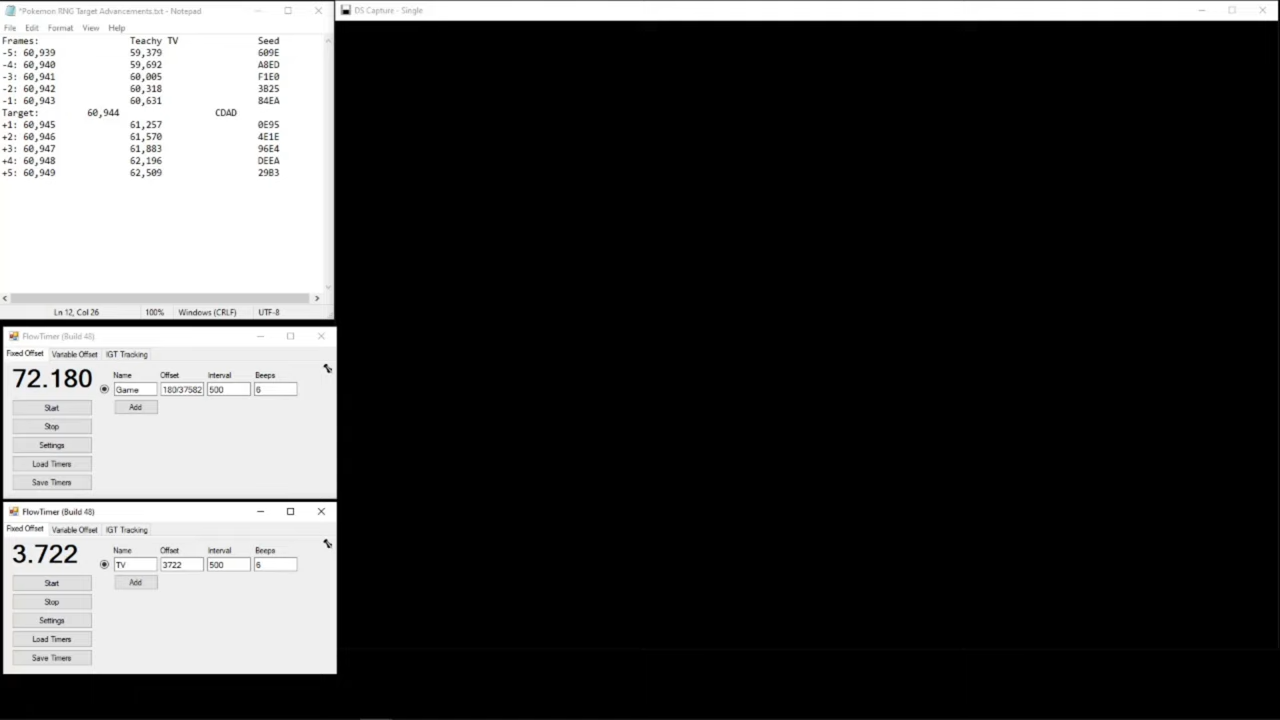 *Pokemon RNG Target Advancements.txt - Notepad
File Edit Format View Help
Frames: Teachy TV Seed
-5: 60,939 59,379 609E
-4: 60,940 59,692 A8ED
-3: 60,941 60,005 F1E0
-2: 60,942 60,318 3B25
-1: 60,943 60,631 84EA
Target: 60,944 CDAD
+1: 60,945 61,257 0E95
+2: 60,946 61,570 4E1E
+3: 60,947 61,883 96E4
+4: 60,948 62,196 DEEA
+5: 60,949 62,509 29B3
Ln 12, Col 26 100% Windows (CRLF) UTF-8
DS Capture - Single
FlowTimer (Build 48)
Fixed Offset Variable Offset IGT Tracking
72.180
Name Offset Interval Beeps
Game 180/37582 500 6
Add
Start
Stop
Settings
Load Timers
Save Timers
FlowTimer (Build 48)
Fixed Offset Variable Offset IGT Tracking
3.722
Name Offset Interval Beeps
TV 3722 500 6
Add
Start
Stop
Settings
Load Timers
Save Timers